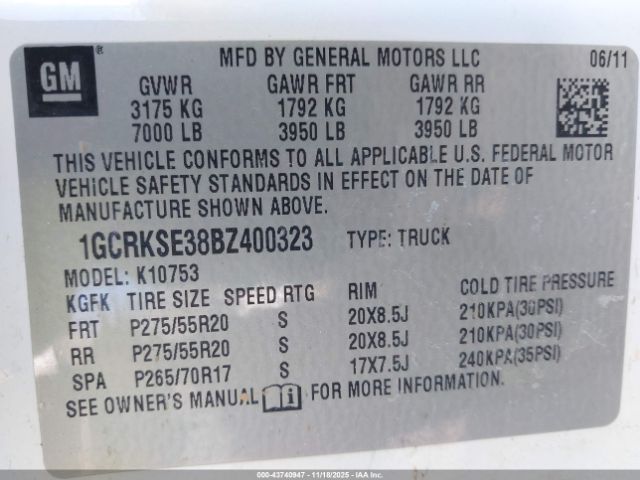 GM ® MFD BY GENERAL MOTORS LLC 06/11
GVWR GAWR FRT GAWR RR
3175 KG 1792 KG 1792 KG
7000 LB 3950 LB 3950 LB
THIS VEHICLE CONFORMS TO ALL APPLICABLE U.S. FEDERAL MOTOR
VEHICLE SAFETY STANDARDS IN EFFECT ON THE DATE OF
MANUFACTURE SHOWN ABOVE.
1GCRKSE38BZ400323 TYPE: TRUCK
MODEL: K10753
KGFK TIRE SIZE SPEED RTG RIM COLD TIRE PRESSURE
FRT P275/55R20 S 20X8.5J 210KPA(30PSI)
RR P275/55R20 S 20X8.5J 210KPA(30PSI)
SPA P265/70R17 S 17X7.5J 240KPA(35PSI)
SEE OWNER'S MANUAL FOR MORE INFORMATION.
000-43740947 - 11/18/2025 - IAAI.COM